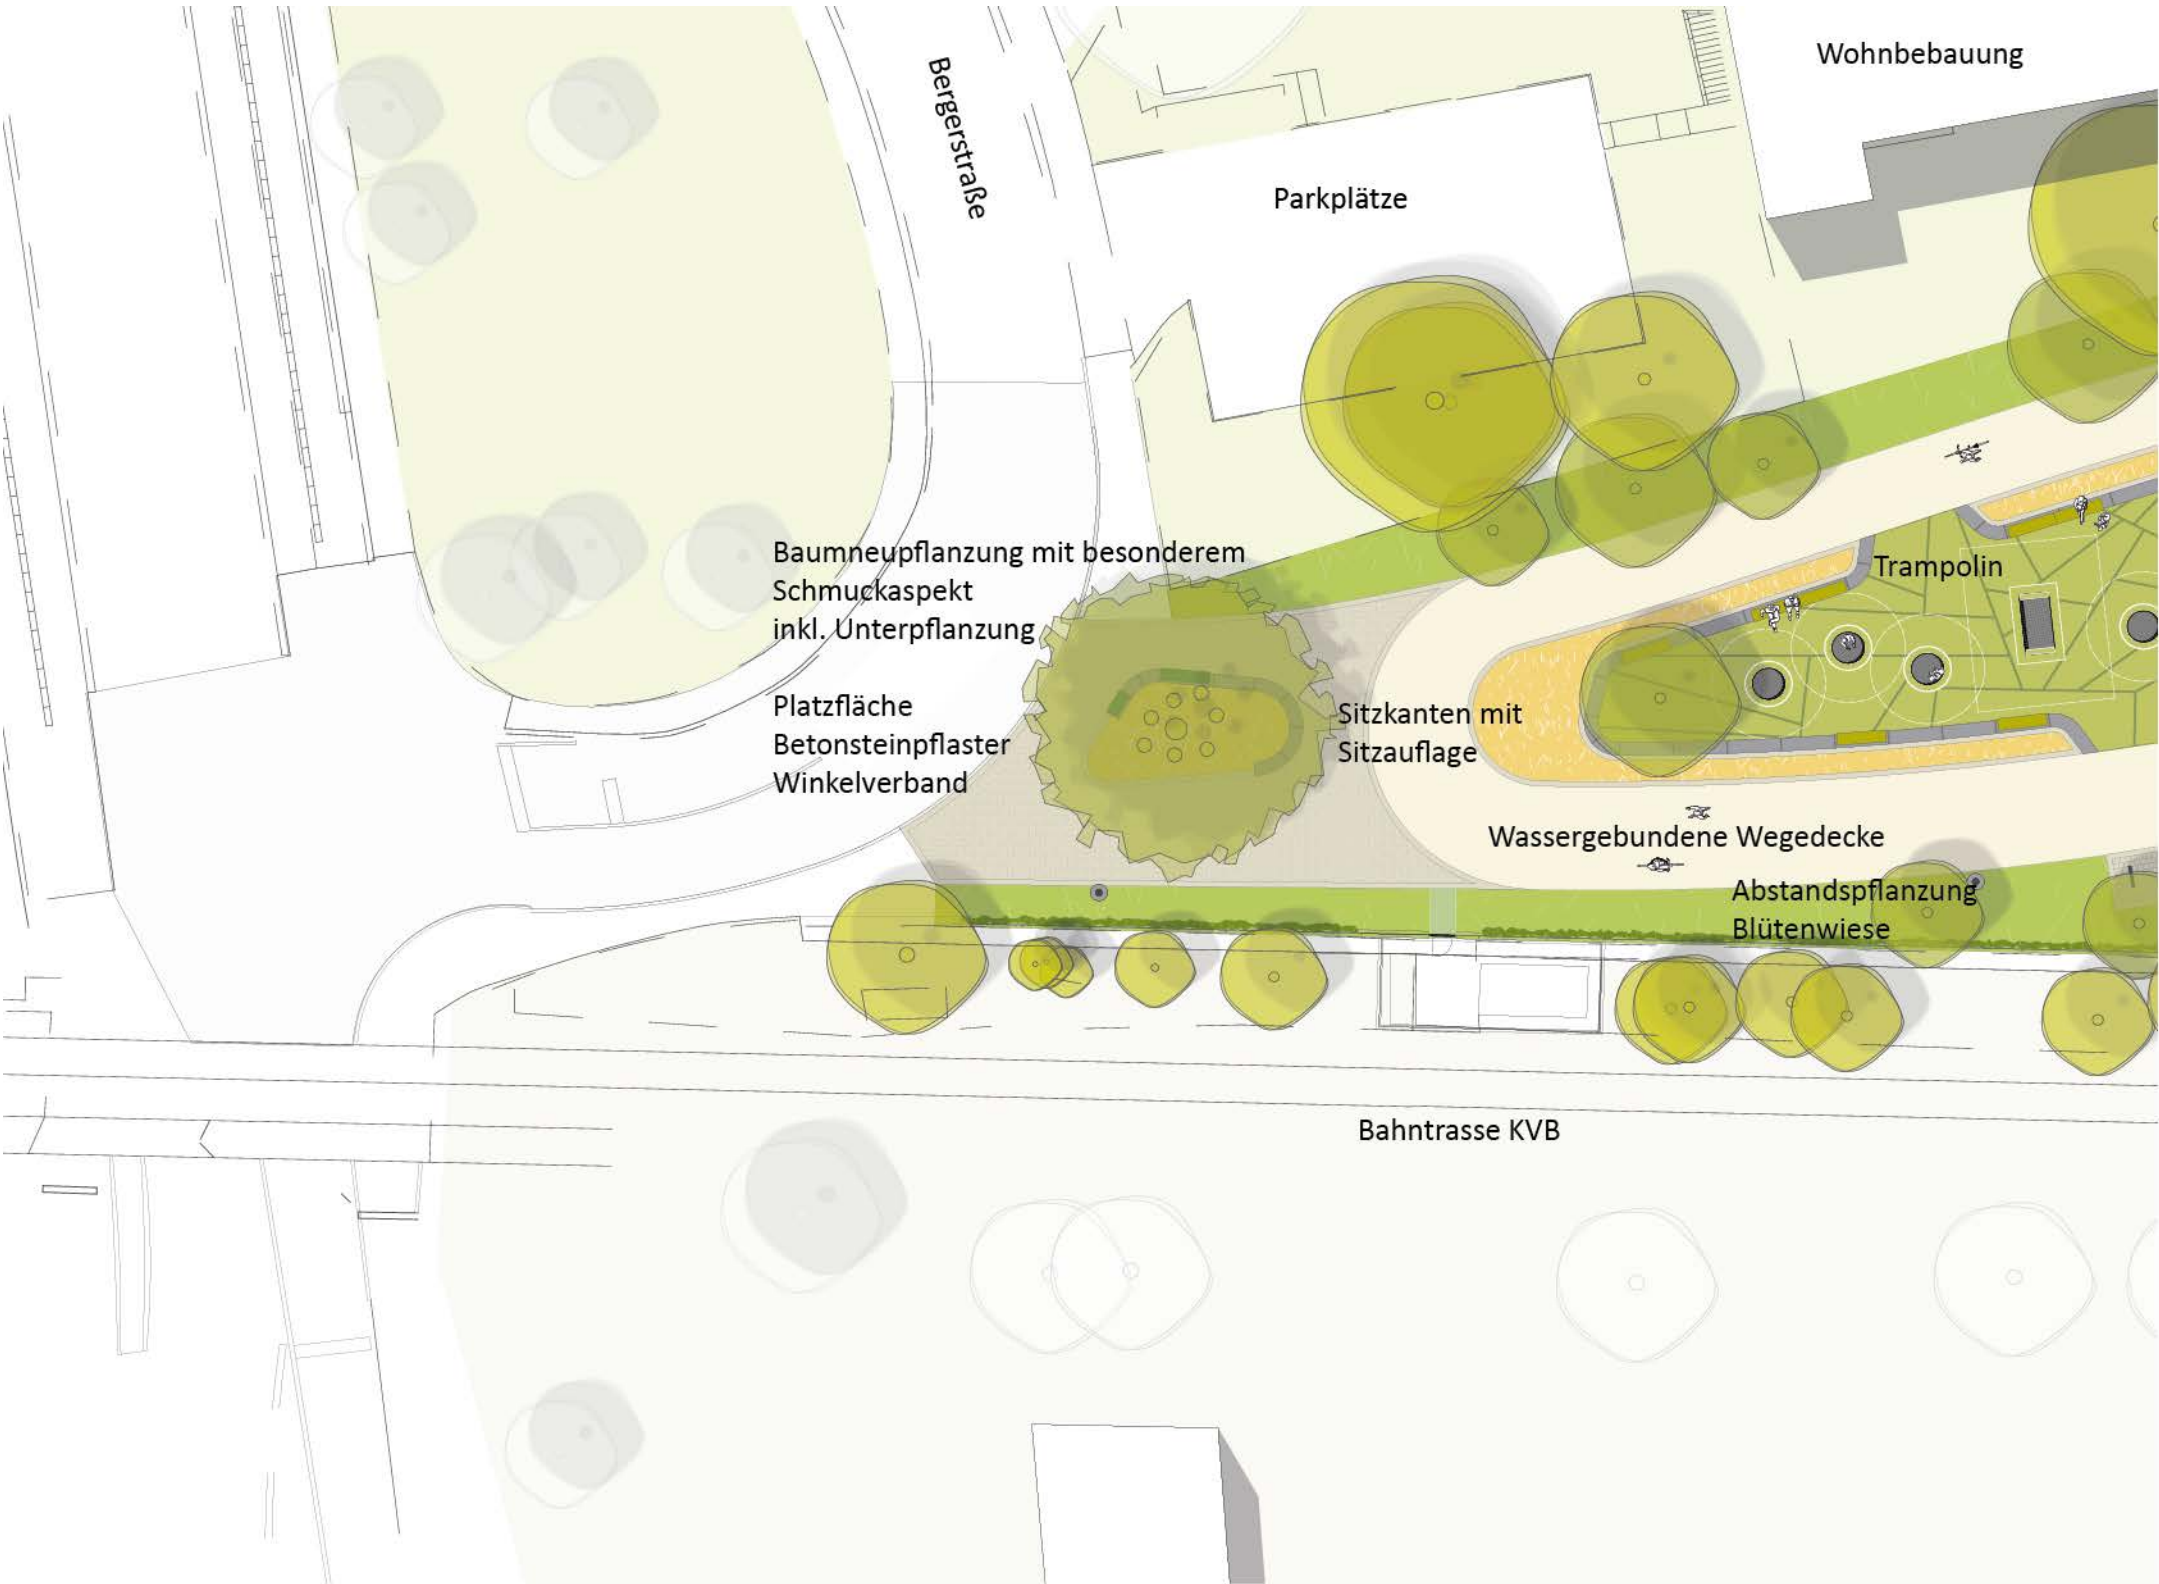 Wohnbebauung
Bergerstraße
Parkplätze
Baumneupflanzung mit besonderem
Schmuckaspekt
inkl. Unterpflanzung
Trampolin
Platzfläche
Betonsteinpflaster
Winkelverband
Sitzkanten mit
Sitzauflage
Wassergebundene Wegedecke
Abstandspflanzung
Blütenwiese
Bahntrasse KVB